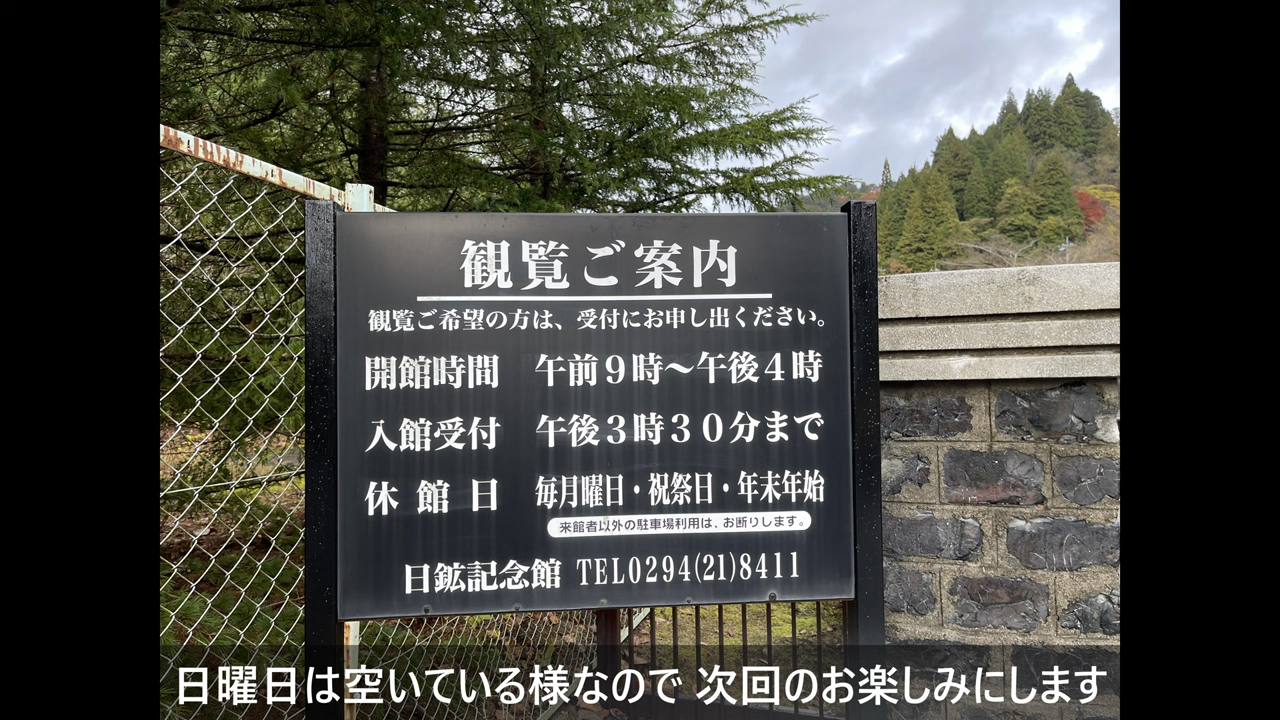 観覧ご案内
観覧ご希望の方は、受付にお申し出ください。
開館時間 午前9時～午後4時
入館受付 午後3時30分まで
休館日 毎月曜日・祝祭日・年末年始
来館者以外の駐車場利用は、お断りします。
日鉱記念館 TEL0294(21)8411
日曜日は空いている様なので 次回のお楽しみにします